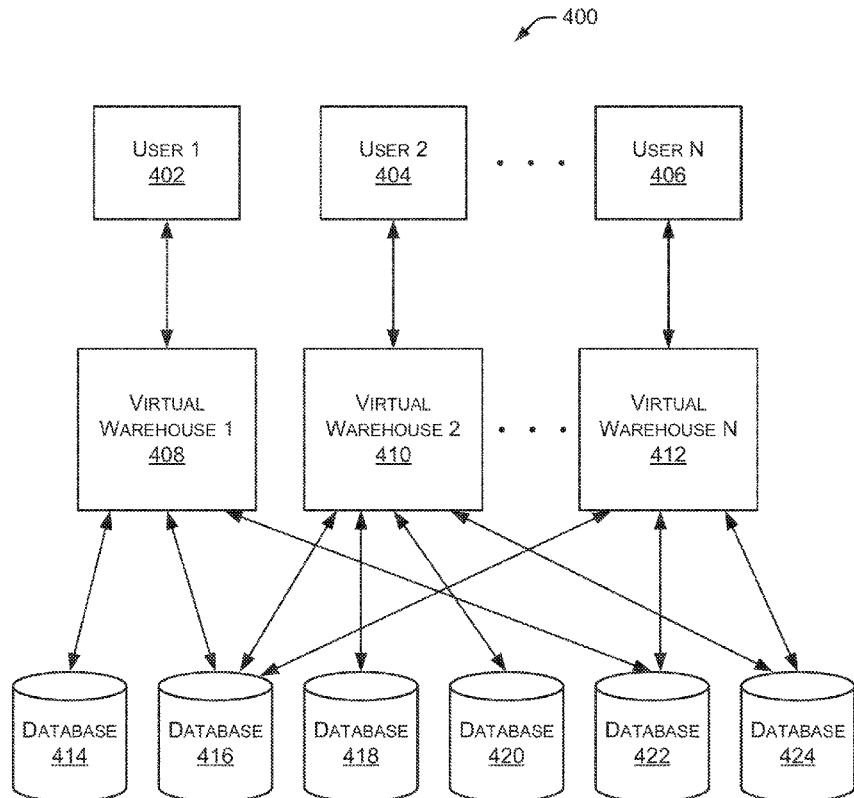 400
USER 1
402
USER 2
404
USER N
406
VIRTUAL
WAREHOUSE 1
408
VIRTUAL
WAREHOUSE 2
410
VIRTUAL
WAREHOUSE N
412
DATABASE
414
DATABASE
416
DATABASE
418
DATABASE
420
DATABASE
422
DATABASE
424